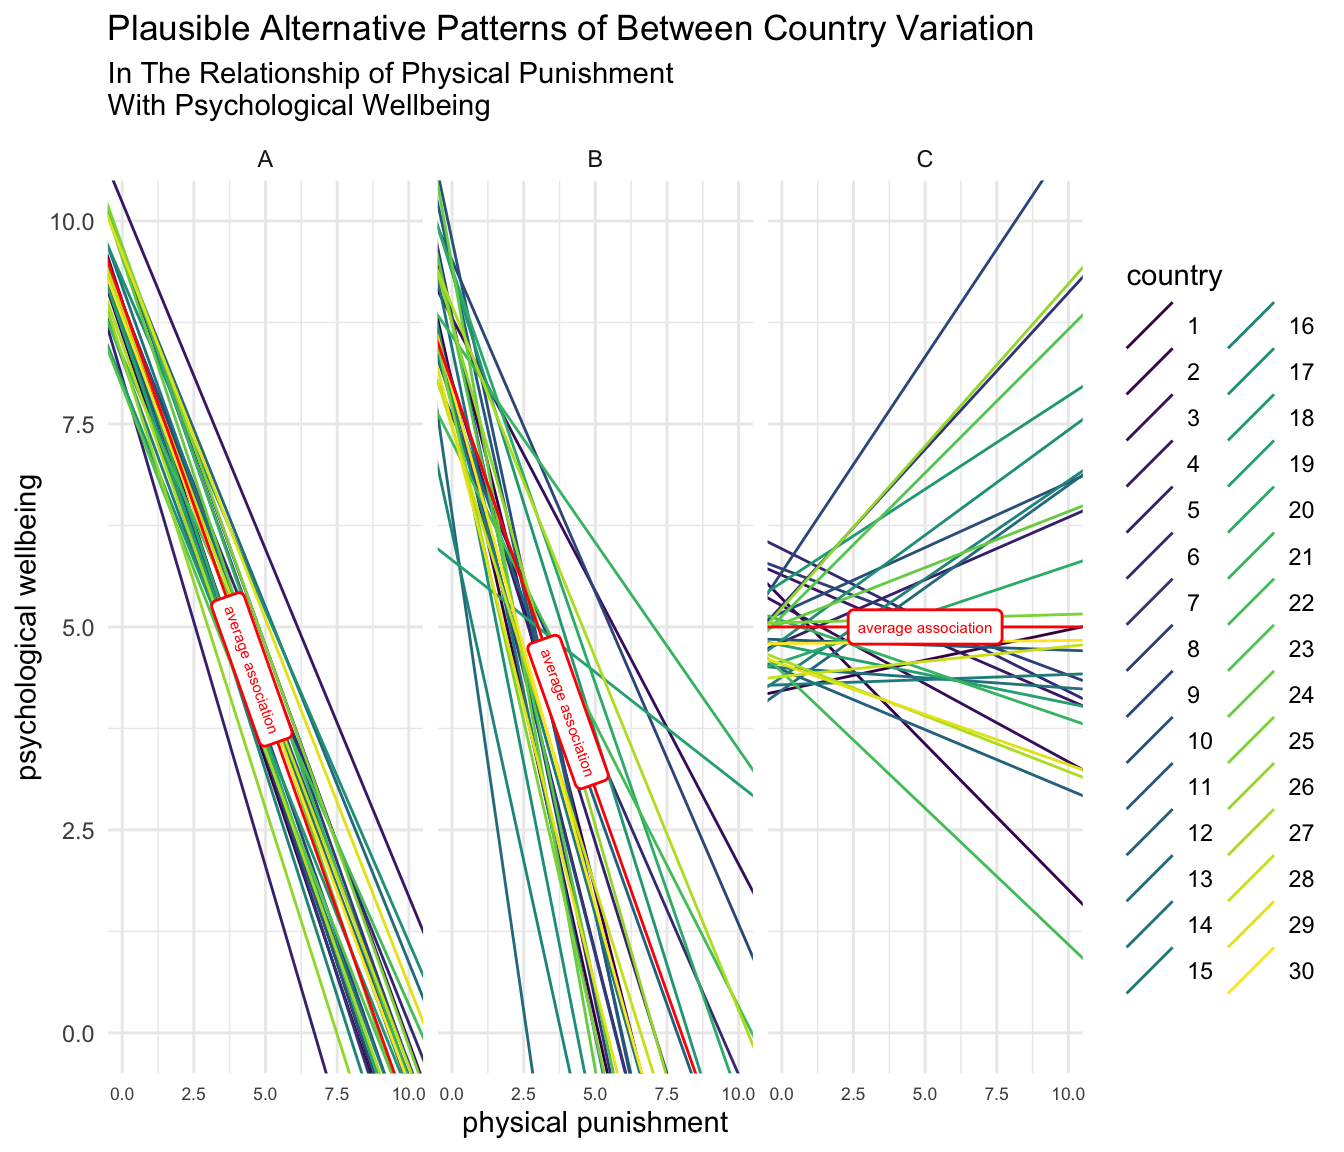 Plausible Alternative Patterns of Between Country Variation
In The Relationship of Physical Punishment
With Psychological Wellbeing
A
B
C
psychological wellbeing
10.0
7.5
5.0
2.5
0.0
average association
average association
average association
0.0 2.5 5.0 7.5 10.0
0.0 2.5 5.0 7.5 10.0
0.0 2.5 5.0 7.5 10.0
physical punishment
country
1
2
3
4
5
6
7
8
9
10
11
12
13
14
15
16
17
18
19
20
21
22
23
24
25
26
27
28
29
30